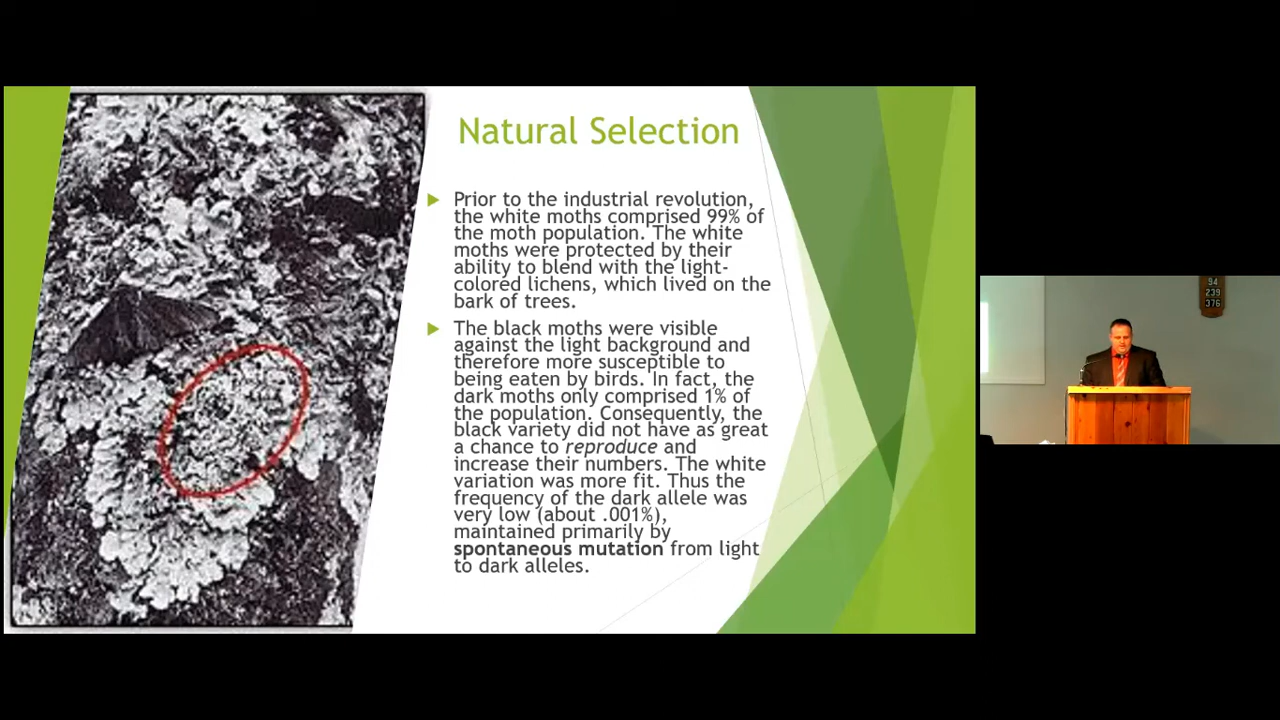 Natural Selection
Prior to the industrial revolution,
the white moths comprised 99% of
the moth population. The white
moths were protected by their
ability to blend with the light-
colored lichens, which lived on the
bark of trees.
The black moths were visible
against the light background and
therefore more susceptible to
being eaten by birds. In fact, the
dark moths only comprised 1% of
the population. Consequently, the
black variety did not have as great
a chance to reproduce and
increase their numbers. The white
variation was more fit. Thus the
frequency of the dark allele was
very low (about .001%),
maintained primarily by
spontaneous mutation from light
to dark alleles.
94
239
376